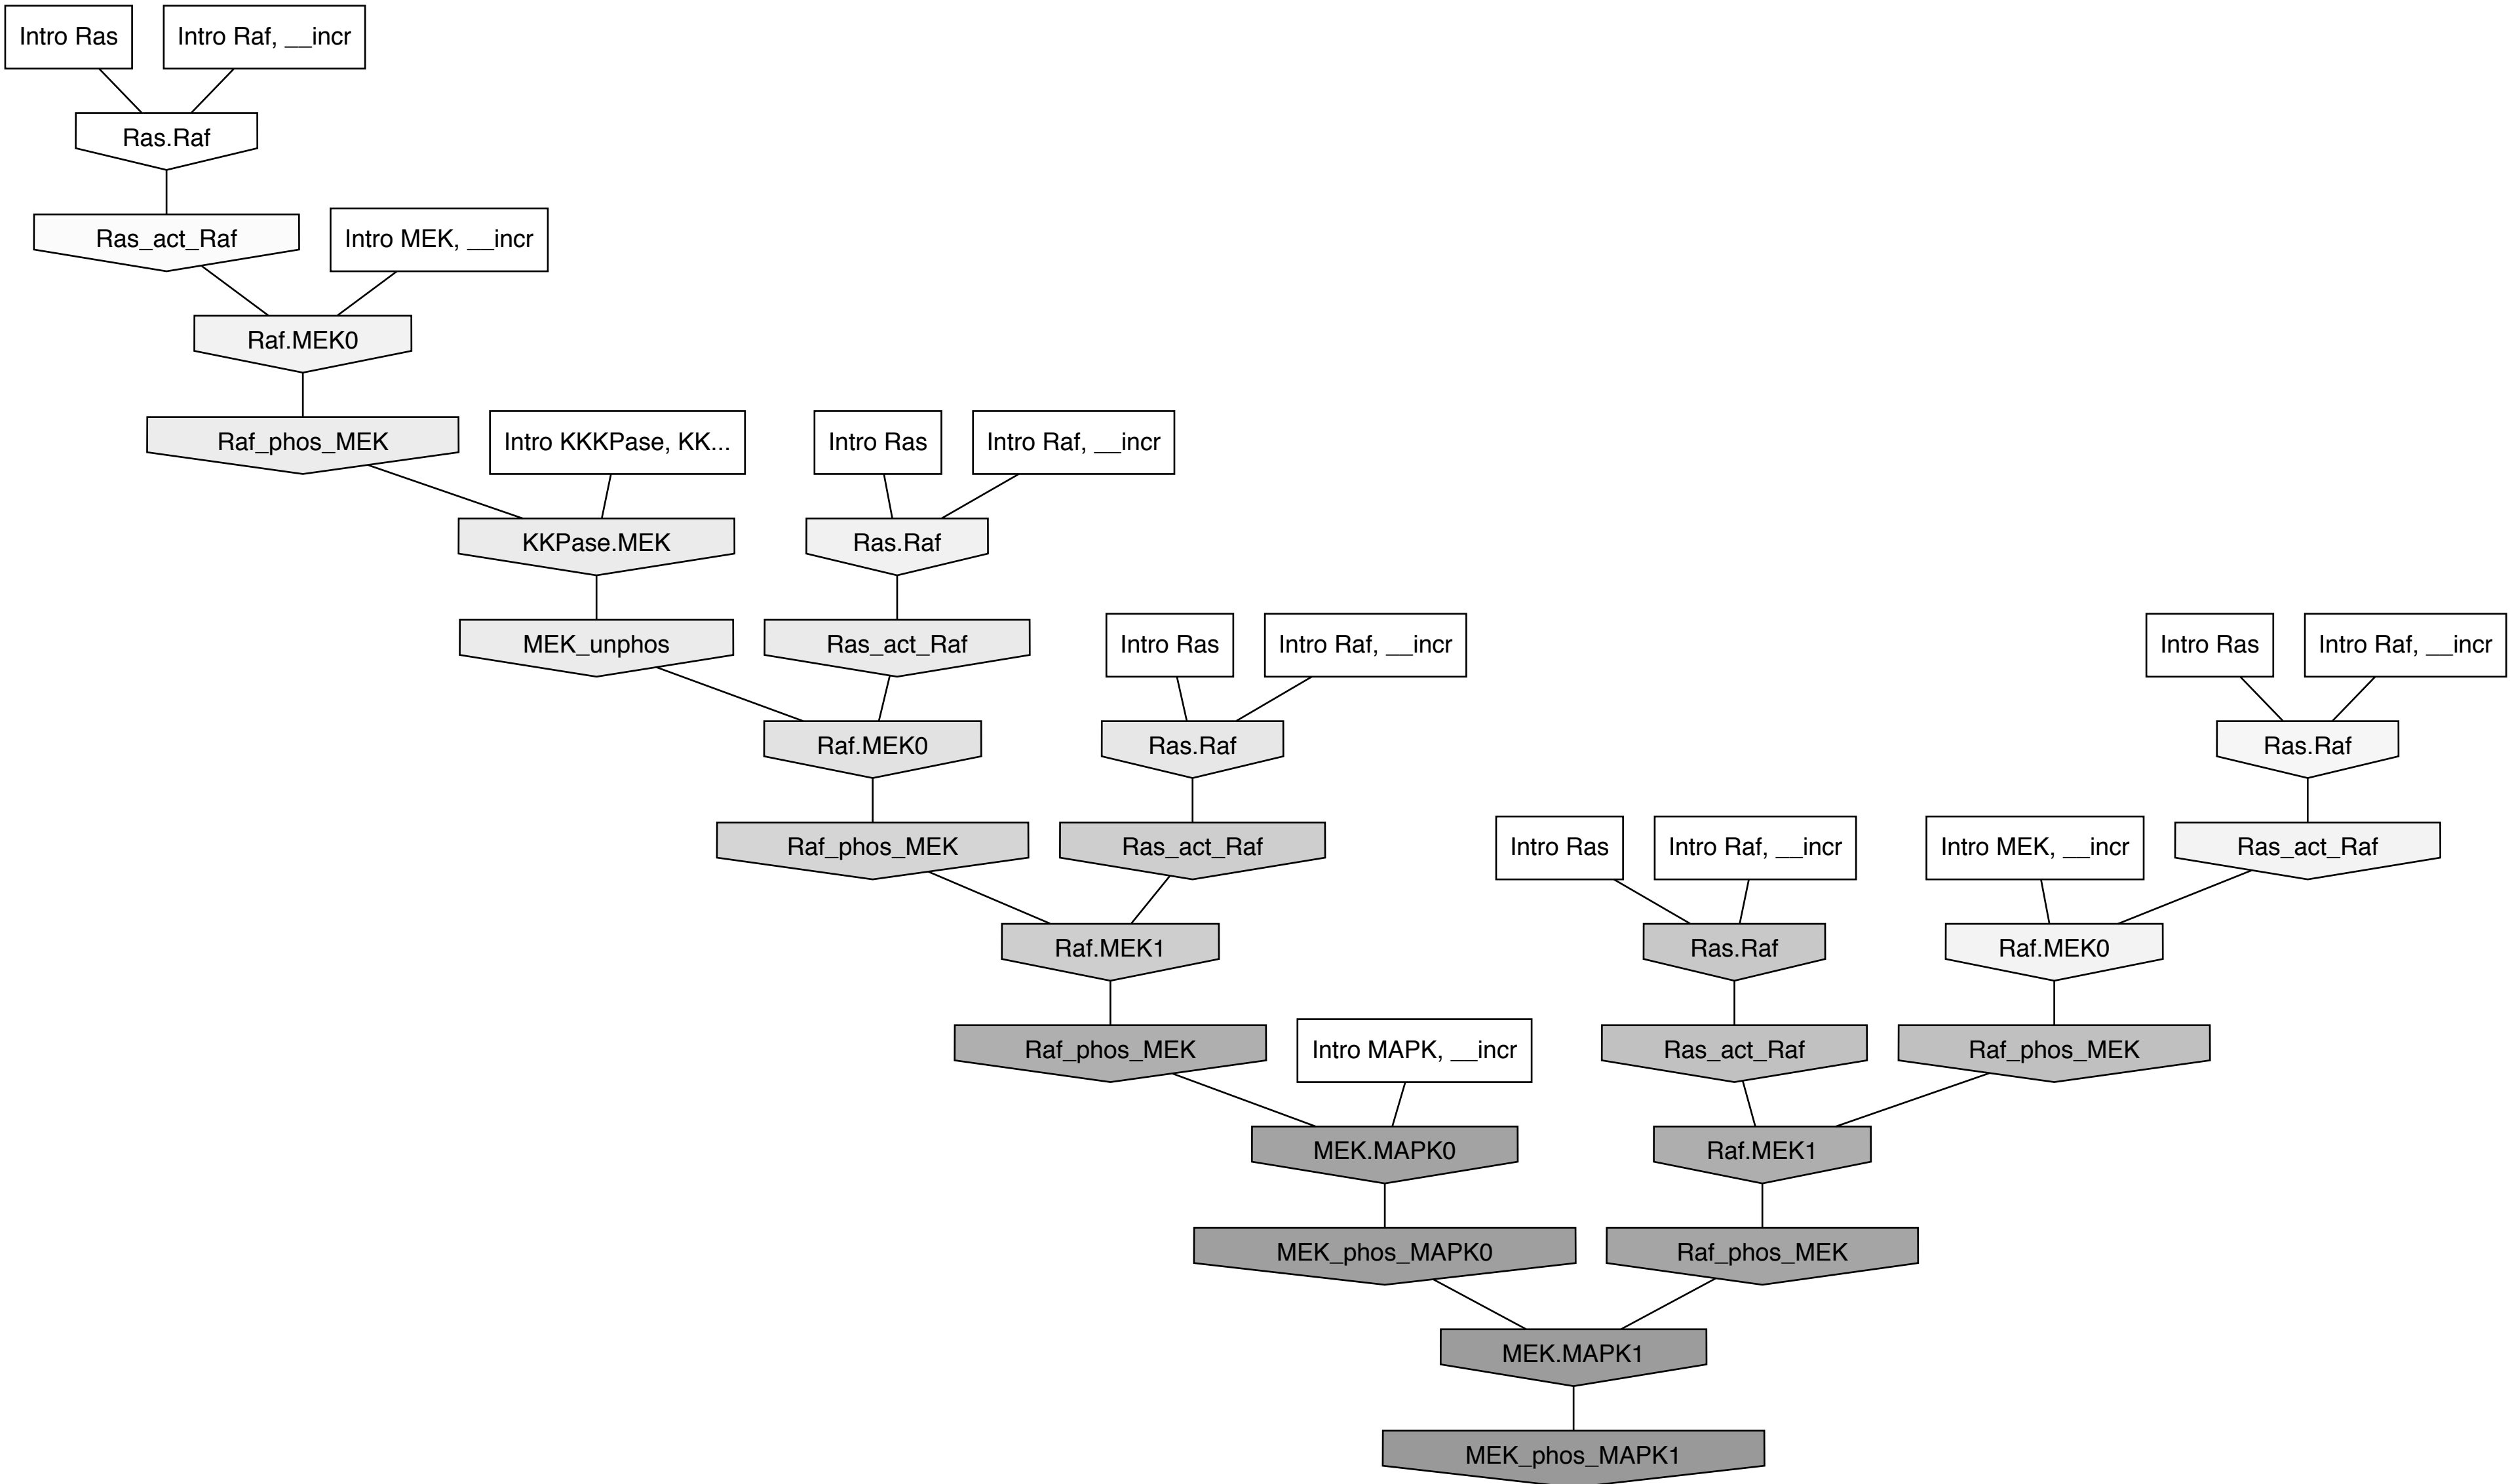 Intro Ras
Intro Raf, __incr
Ras.Raf
Ras_act_Raf
Intro MEK, __incr
Raf.MEK0
Raf_phos_MEK
Intro KKKPase, KK...
Intro Ras
Intro Raf, __incr
KKPase.MEK
Ras.Raf
MEK_unphos
Ras_act_Raf
Intro Ras
Intro Raf, __incr
Intro Ras
Intro Raf, __incr
Raf.MEK0
Ras.Raf
Ras.Raf
Raf_phos_MEK
Ras_act_Raf
Intro Ras
Intro Raf, __incr
Intro MEK, __incr
Ras_act_Raf
Raf.MEK1
Ras.Raf
Raf.MEK0
Raf_phos_MEK
Intro MAPK, __incr
Ras_act_Raf
Raf_phos_MEK
MEK.MAPK0
Raf.MEK1
MEK_phos_MAPK0
Raf_phos_MEK
MEK.MAPK1
MEK_phos_MAPK1